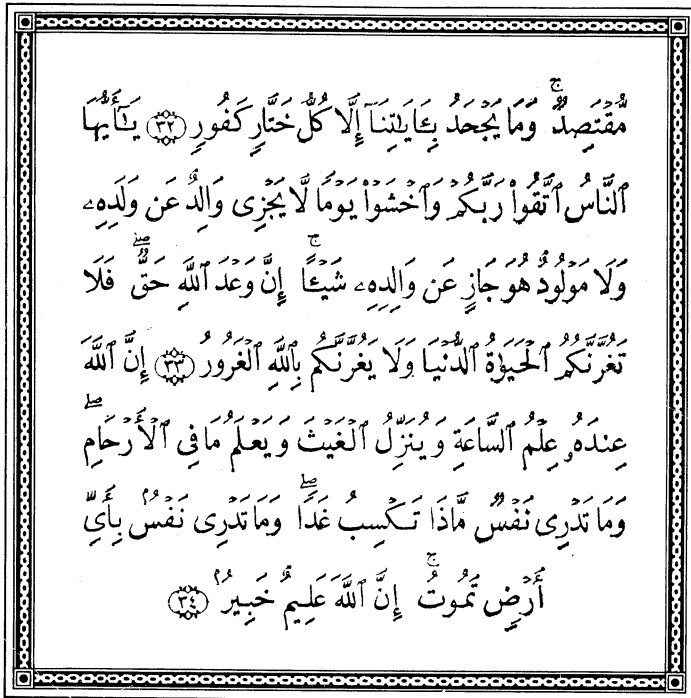 مُّقْتَصِدٌۚ وَمَا يَجْحَدُ بِـَٔايَٰتِنَآ إِلَّا كُلُّ خَتَّارٍ كَفُورٍ ٣٢ يَٰٓأَيُّهَا
ٱلنَّاسُ ٱتَّقُوا۟ رَبَّكُمْ وَٱخْشَوْا۟ يَوْمًا لَّا يَجْزِى وَالِدٌ عَن وَلَدِهِۦ
وَلَا مَوْلُودٌ هُوَ جَازٍ عَن وَالِدِهِۦ شَيْـًٔاۚ إِنَّ وَعْدَ ٱللَّهِ حَقٌّۖ فَلَا
تَغُرَّنَّكُمُ ٱلْحَيَوٰةُ ٱلدُّنْيَا وَلَا يَغُرَّنَّكُم بِٱللَّهِ ٱلْغَرُورُ ٣٣ إِنَّ ٱللَّهَ
عِندَهُۥ عِلْمُ ٱلسَّاعَةِ وَيُنَزِّلُ ٱلْغَيْثَ وَيَعْلَمُ مَا فِى ٱلْأَرْحَامِۖ
وَمَا تَدْرِى نَفْسٌ مَّاذَا تَكْسِبُ غَدًاۖ وَمَا تَدْرِى نَفْسٌۢ بِأَىِّ
أَرْضٍ تَمُوتُۚ إِنَّ ٱللَّهَ عَلِيمٌ خَبِيرٌۢ ٣٤